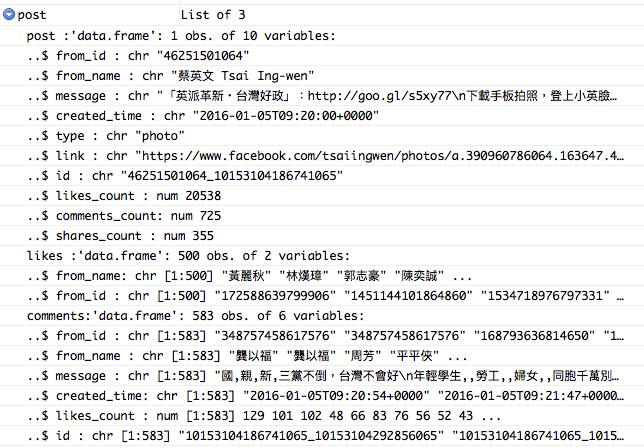 post List of 3
post :'data.frame': 1 obs. of 10 variables:
..$ from_id : chr "46251501064"
..$ from_name : chr "蔡英文 Tsai Ing-wen"
..$ message : chr "「英派革新・台灣好政」：http://goo.gl/s5xy77\n下載手板拍照，登上小英臉…
..$ created_time : chr "2016-01-05T09:20:00+0000"
..$ type : chr "photo"
..$ link : chr "https://www.facebook.com/tsaiingwen/photos/a.390960786064.163647.4…
..$ id : chr "46251501064_10153104186741065"
..$ likes_count : num 20538
..$ comments_count: num 725
..$ shares_count : num 355
likes :'data.frame': 500 obs. of 2 variables:
..$ from_name: chr [1:500] "黃麗秋" "林熯璋" "郭志豪" "陳奕誠" ...
..$ from_id : chr [1:500] "172588639799906" "1451144101864860" "1534718976797331" …
comments:'data.frame': 583 obs. of 6 variables:
..$ from_id : chr [1:583] "348757458617576" "348757458617576" "168793636814650" "1…
..$ from_name : chr [1:583] "龔以福" "龔以福" "周芳" "平平俠" ...
..$ message : chr [1:583] "國,親,新,三黨不倒，台灣不會好\n年輕學生,,勞工,,婦女,,同胞千萬別…
..$ created_time: chr [1:583] "2016-01-05T09:20:54+0000" "2016-01-05T09:21:47+0000…
..$ likes_count : num [1:583] 129 101 102 48 66 83 76 56 52 43 ...
..$ id : chr [1:583] "10153104186741065_10153104292856065" "10153104186741065_1015…